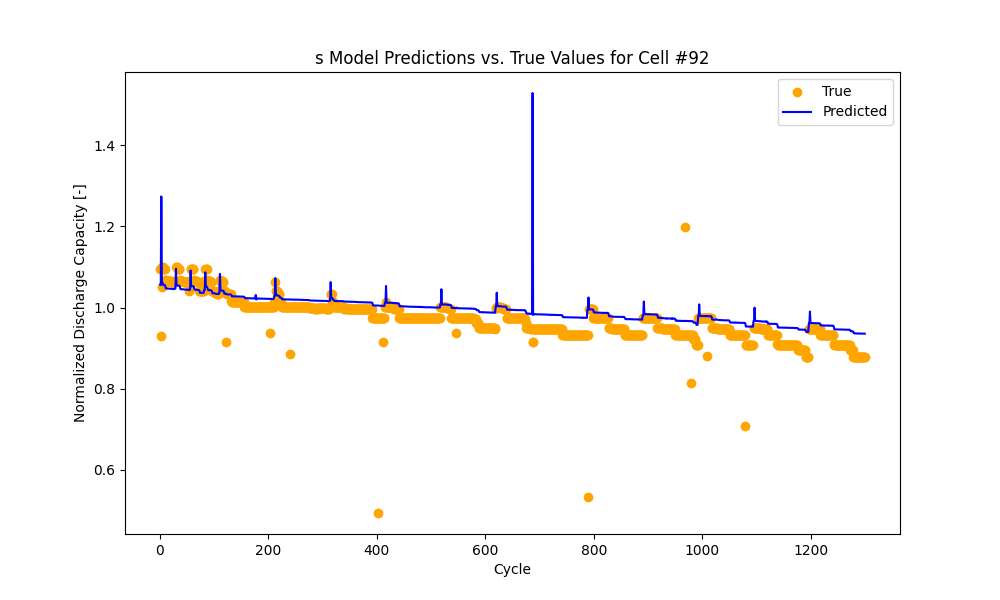 s Model Predictions vs. True Values for Cell #92
True
Predicted
Normalized Discharge Capacity [-]
1.4
1.2
1.0
0.8
0.6
0 200 400 600 800 1000 1200
Cycle